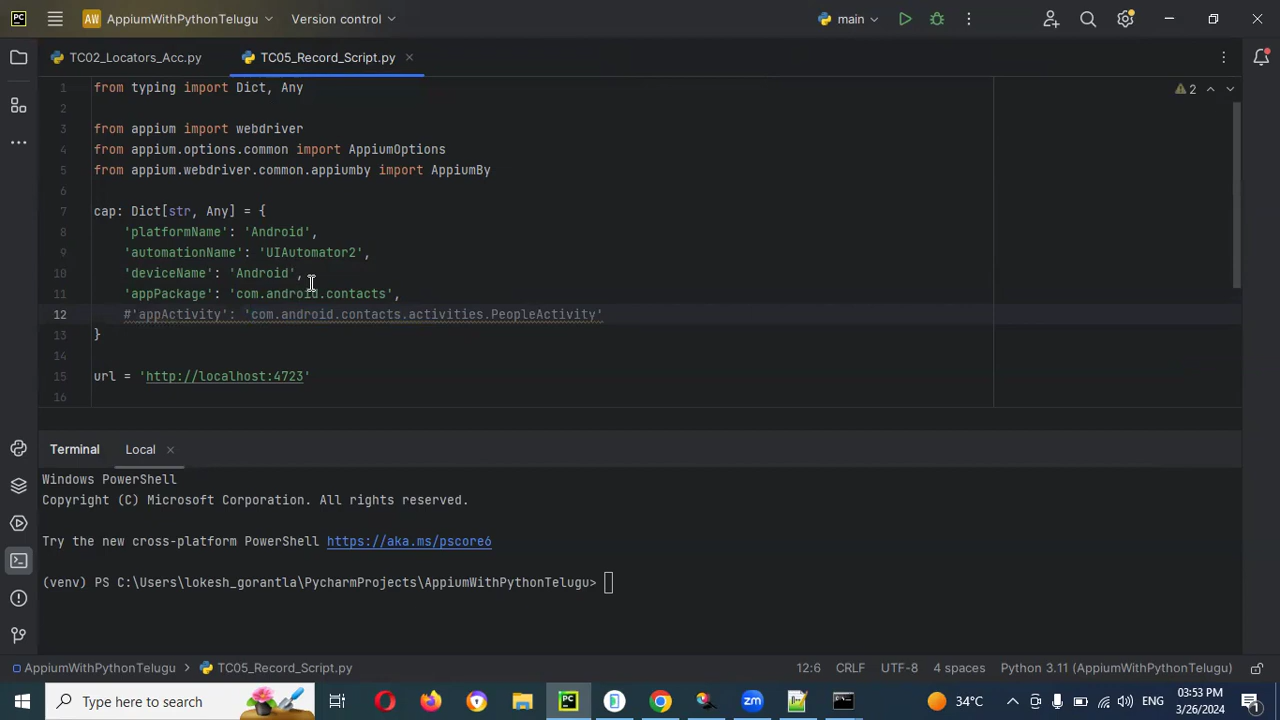 AW AppiumWithPythonTelugu Version control main
TC02_Locators_Acc.py TC05_Record_Script.py
1 from typing import Dict, Any
2
3 from appium import webdriver
4 from appium.options.common import AppiumOptions
5 from appium.webdriver.common.appiumby import AppiumBy
6
7 cap: Dict[str, Any] = {
8 'platformName': 'Android',
9 'automationName': 'UIAutomator2',
10 'deviceName': 'Android',
11 'appPackage': 'com.android.contacts',
12 #'appActivity': 'com.android.contacts.activities.PeopleActivity'
13 }
14
15 url = 'http://localhost:4723'
16
2
Terminal Local
Windows PowerShell
Copyright (C) Microsoft Corporation. All rights reserved.
Try the new cross-platform PowerShell https://aka.ms/pscore6
(venv) PS C:\Users\lokesh_gorantla\PycharmProjects\AppiumWithPythonTelugu>
AppiumWithPythonTelugu TC05_Record_Script.py 12:6 CRLF UTF-8 4 spaces Python 3.11 (AppiumWithPythonTelugu)
Type here to search 34°C 03:53 PM
3/26/2024